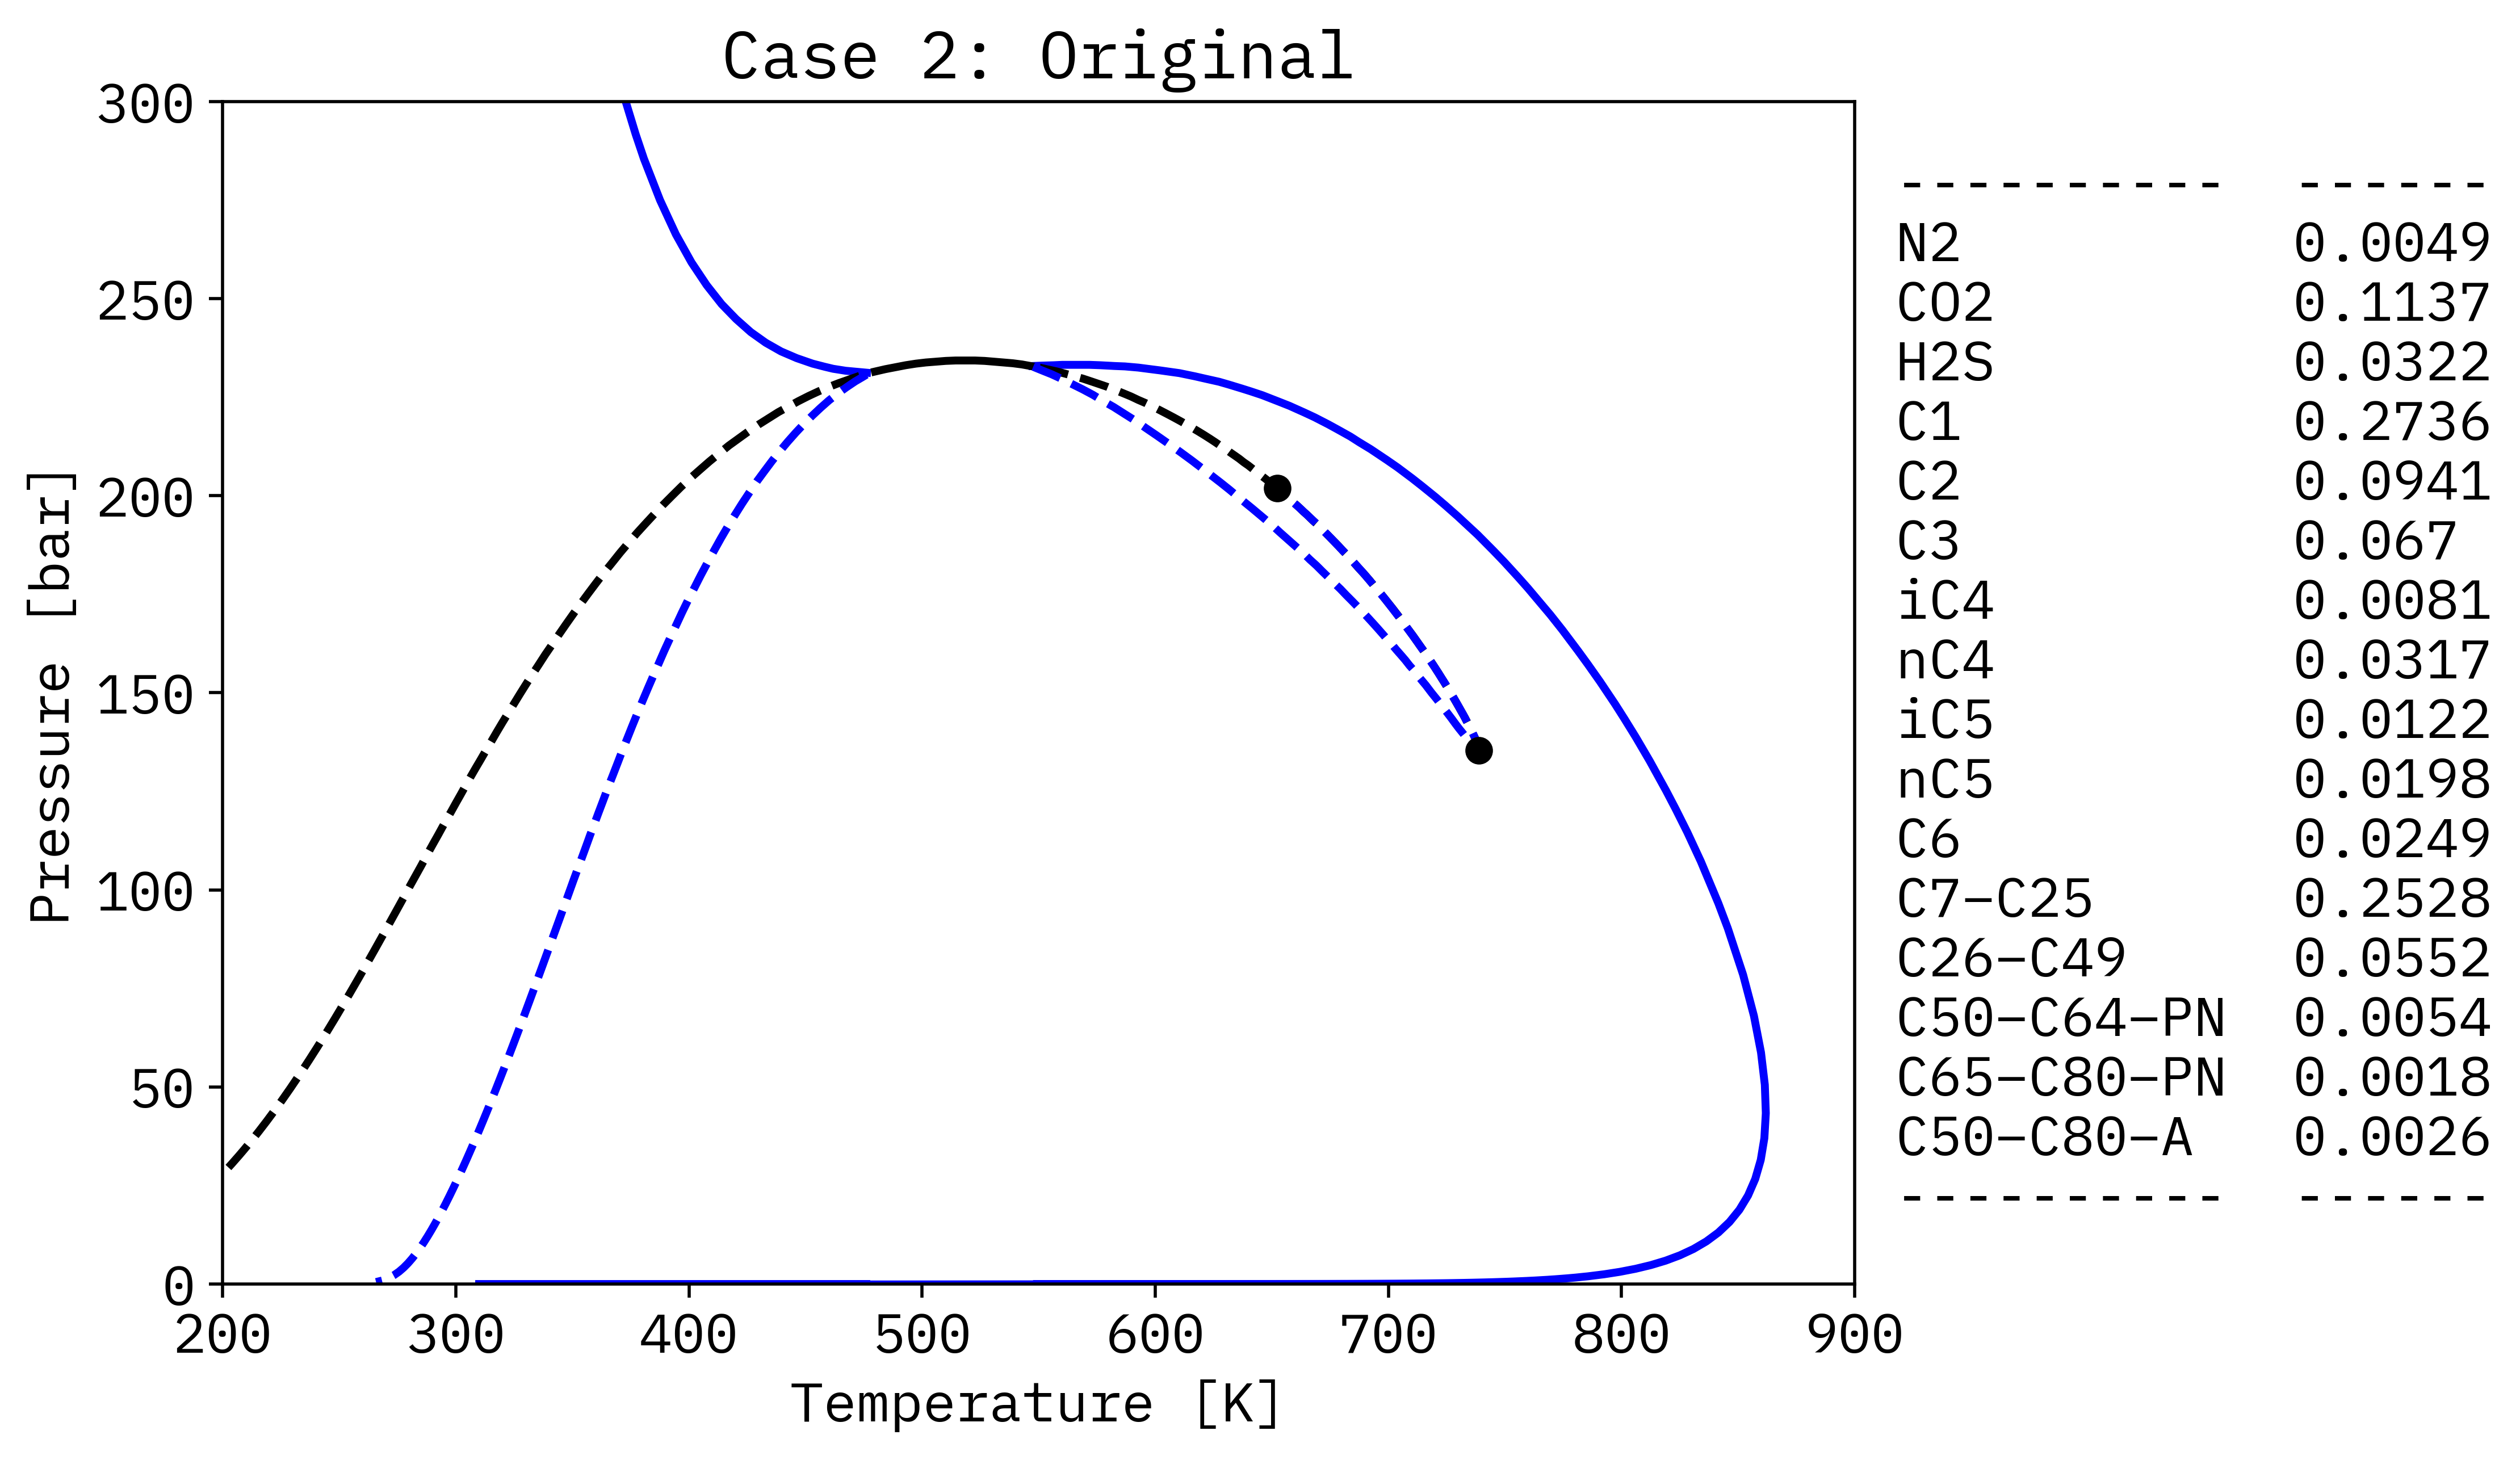 Case 2: Original
Pressure [bar]
300
250
200
150
100
50
0
200 300 400 500 600 700 800 900
Temperature [K]
---------- ------
N2 0.0049
CO2 0.1137
H2S 0.0322
C1 0.2736
C2 0.0941
C3 0.067
iC4 0.0081
nC4 0.0317
iC5 0.0122
nC5 0.0198
C6 0.0249
C7-C25 0.2528
C26-C49 0.0552
C50-C64-PN 0.0054
C65-C80-PN 0.0018
C50-C80-A 0.0026
---------- ------